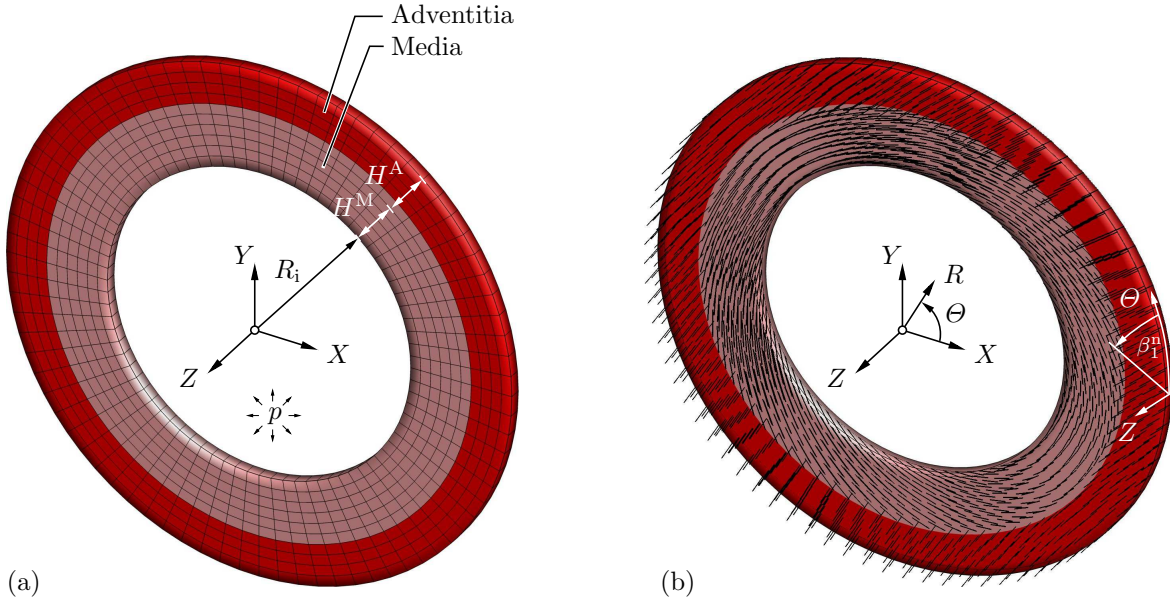 Adventitia
Media
H^A
H^M
R_i
Y
X
Z
p
(a)
Y
R
Θ
X
Z
Θ
β_1^n
Z
(b)